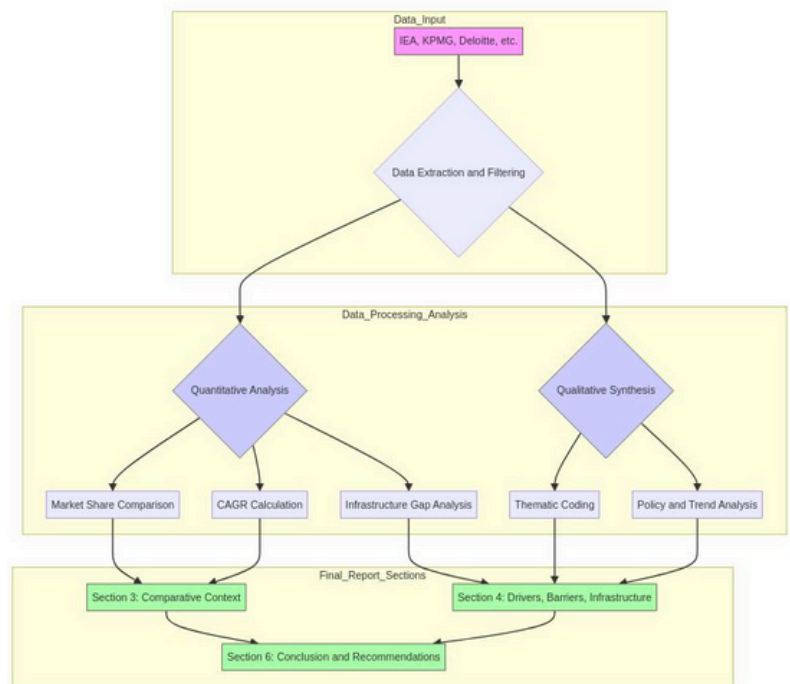 Data_Input
IEA, KPMG, Deloitte, etc.
Data Extraction and Filtering
Data_Processing_Analysis
Quantitative Analysis
Qualitative Synthesis
Market Share Comparison
CAGR Calculation
Infrastructure Gap Analysis
Thematic Coding
Policy and Trend Analysis
Final_Report_Sections
Section 3: Comparative Context
Section 4: Drivers, Barriers, Infrastructure
Section 6: Conclusion and Recommendations